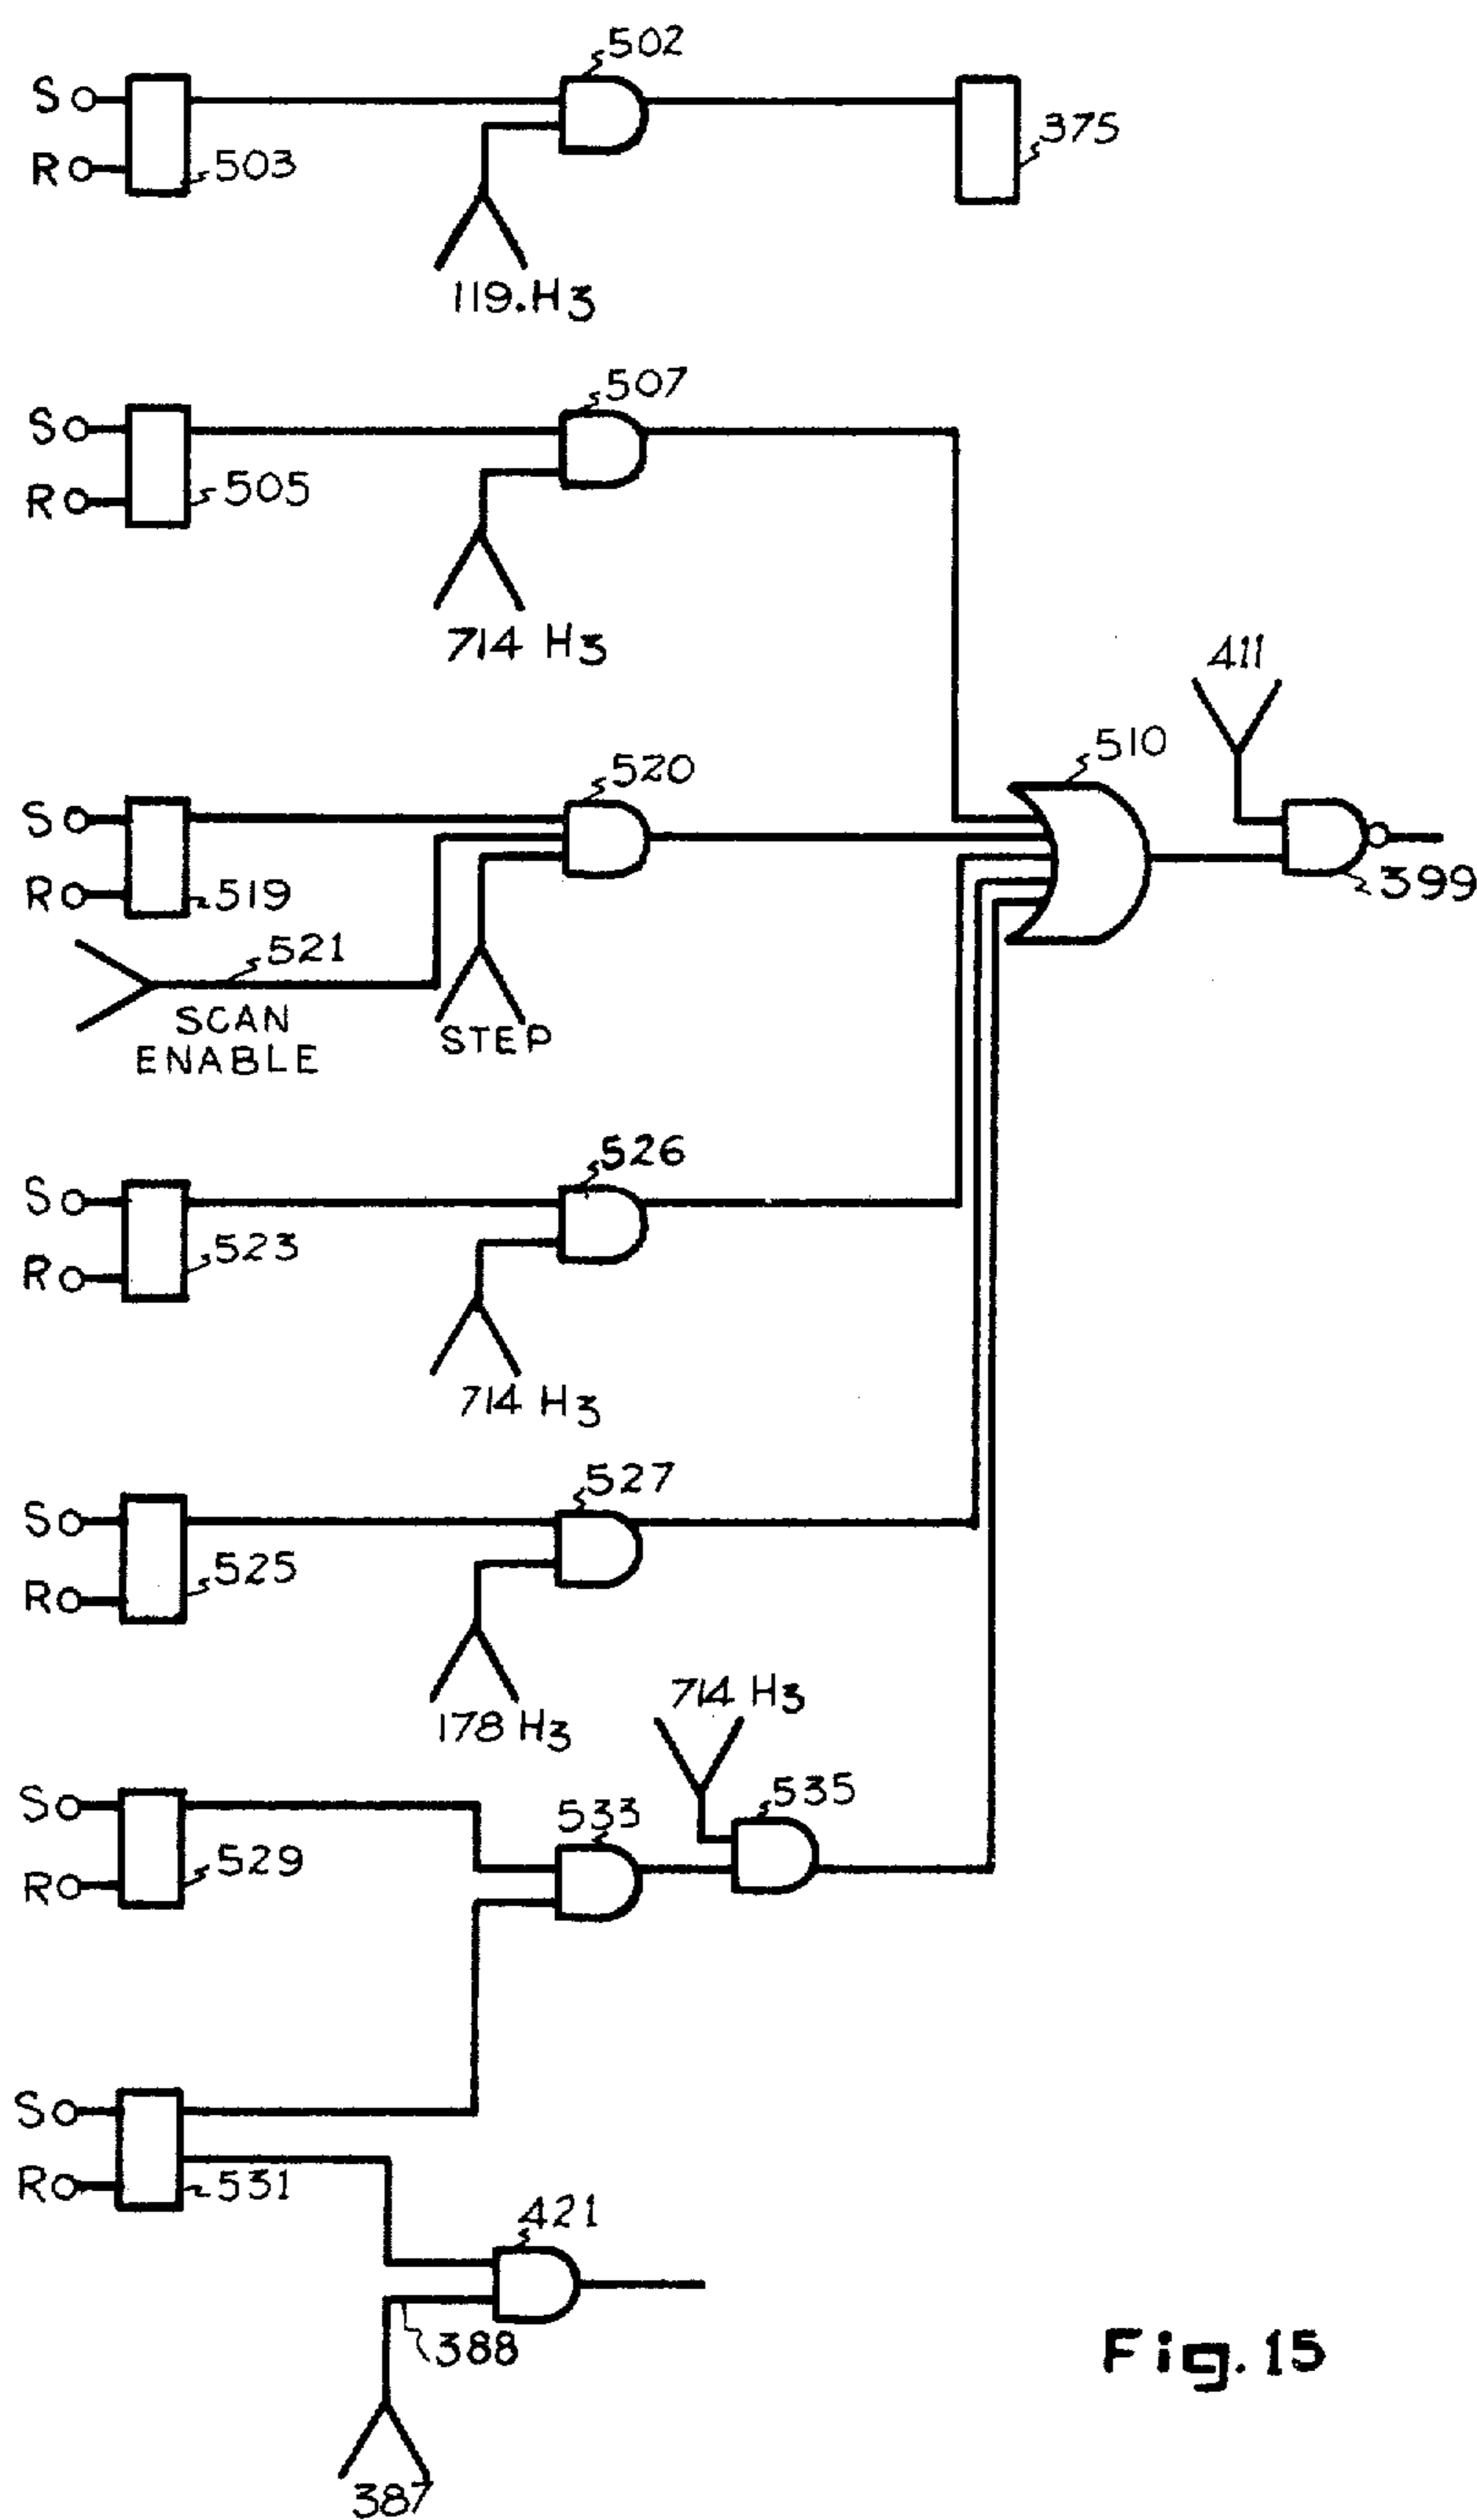 502
S
375
R
503
119.H3
507
S
505
R
714 H3
411
510
520
S
399
R
519
521
SCAN
ENABLE
STEP
526
S
523
R
714 H3
527
S
525
R
714 H3
178 H3
535
S
533
529
R
S
R
531
421
388
Fig.15
387